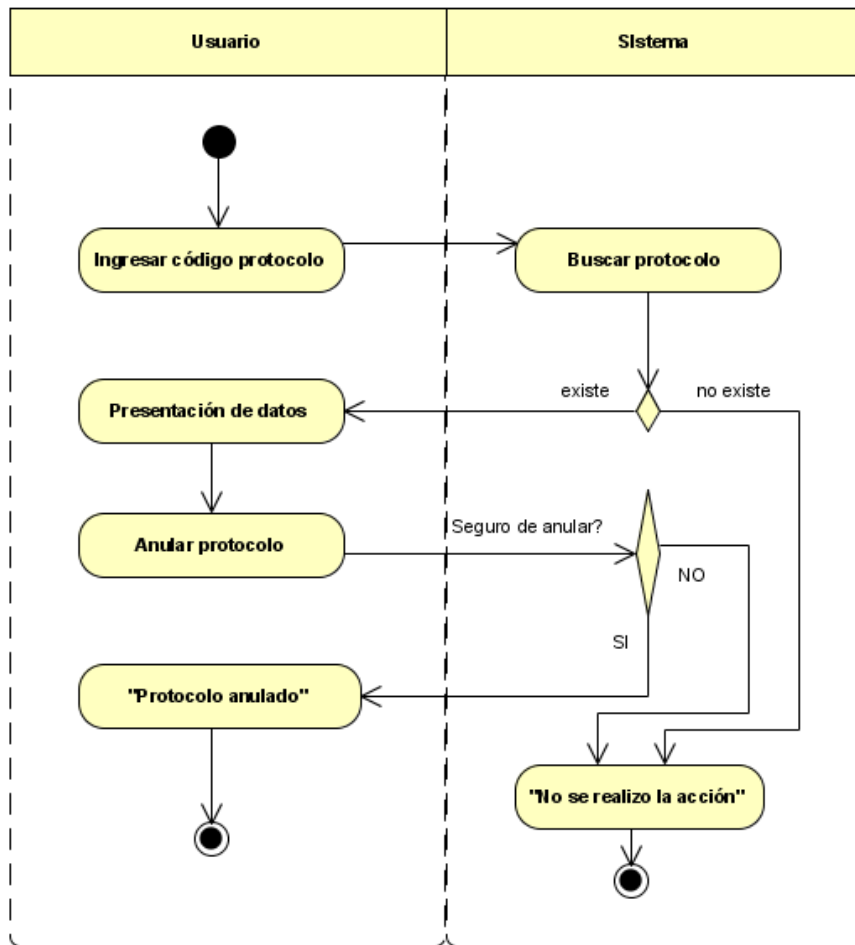 Usuario
Sistema
Ingresar código protocolo
Buscar protocolo
existe
no existe
Presentación de datos
Seguro de anular?
Anular protocolo
NO
SI
"Protocolo anulado"
"No se realizo la acción"